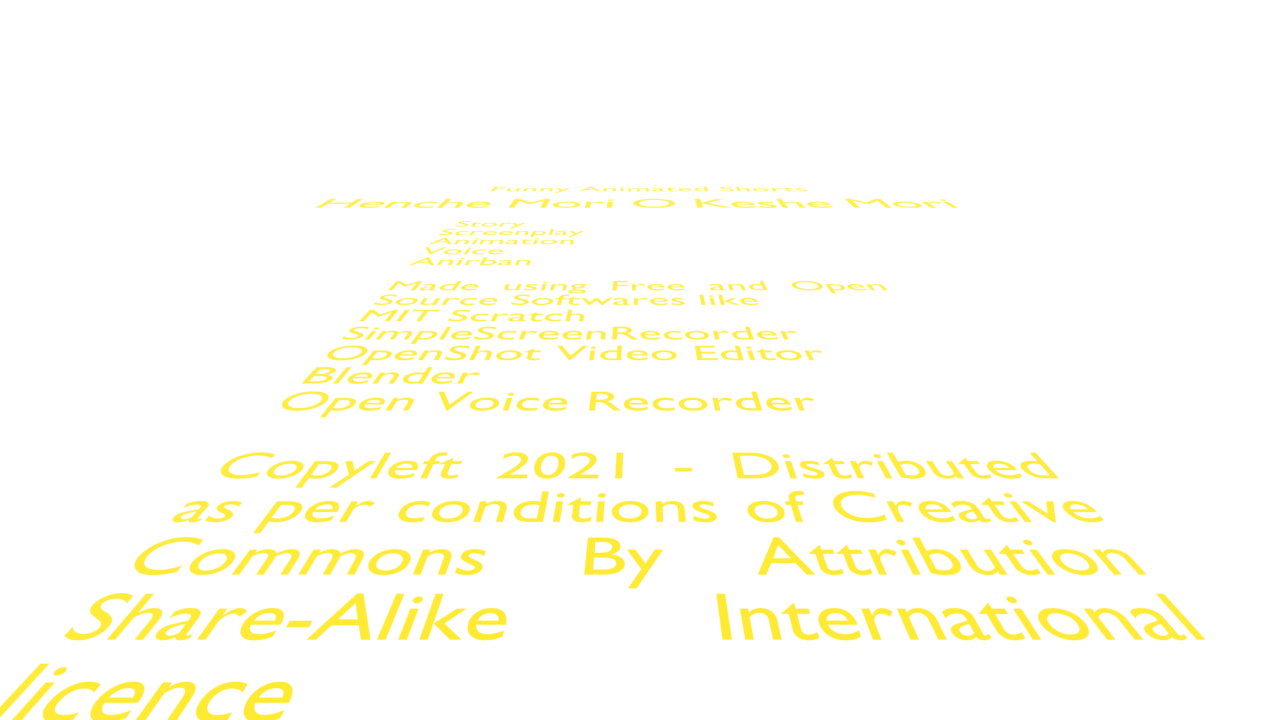 Funny Animated Shorts
Henche Mori O Keshe Mori
Story
Screenplay
Animation
Voice
Anirban
Made using Free and Open
Source Softwares like
MIT Scratch
SimpleScreenRecorder
OpenShot Video Editor
Blender
Open Voice Recorder
Copyleft 2021 - Distributed
as per conditions of Creative
Commons By Attribution
Share-Alike International
licence